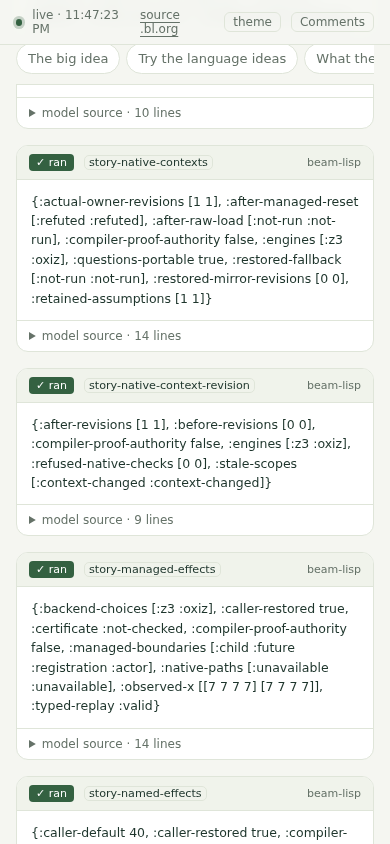 live · 11:47:23 PM
source .bl.org
theme
Comments
The big idea
Try the language ideas
What the
▶ model source · 10 lines
✓ ran story-native-contexts beam-lisp
{:actual-owner-revisions [1 1], :after-managed-reset
[:refuted :refuted], :after-raw-load [:not-run :not-
run], :compiler-proof-authority false, :engines [:z3
:oxiz], :questions-portable true, :restored-fallback
[:not-run :not-run], :restored-mirror-revisions [0 0],
:retained-assumptions [1 1]}
▶ model source · 14 lines
✓ ran story-native-context-revision beam-lisp
{:after-revisions [1 1], :before-revisions [0 0],
:compiler-proof-authority false, :engines [:z3 :oxiz],
:refused-native-checks [0 0], :stale-scopes
[:context-changed :context-changed]}
▶ model source · 9 lines
✓ ran story-managed-effects beam-lisp
{:backend-choices [:z3 :oxiz], :caller-restored true,
:certificate :not-checked, :compiler-proof-authority
false, :managed-boundaries [:child :future
:registration :actor], :native-paths [:unavailable
:unavailable], :observed-x [[7 7 7 7] [7 7 7 7]],
:typed-replay :valid}
▶ model source · 14 lines
✓ ran story-named-effects beam-lisp
{:caller-default 40, :caller-restored true, :compiler-